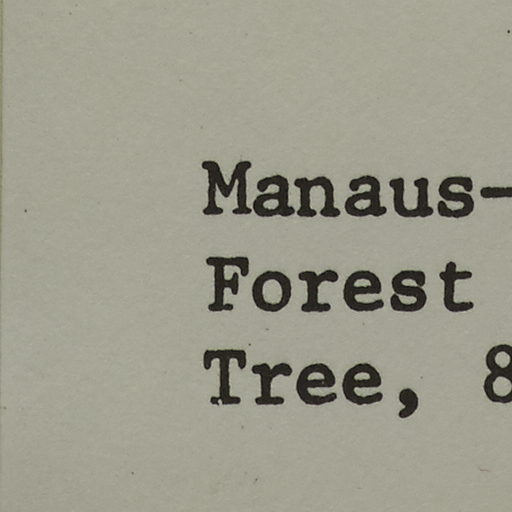 Manaus-
Forest
Tree, 8